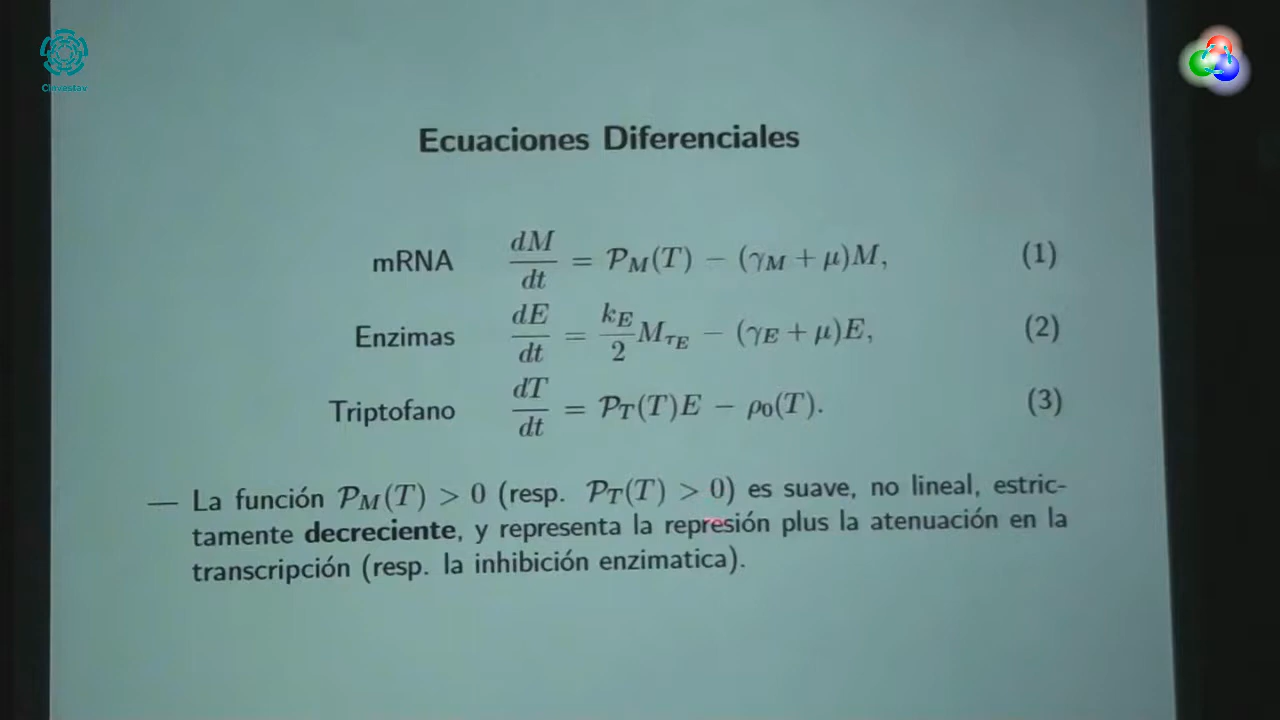 Cinvestav
Ecuaciones Diferenciales
mRNA dM/dt = P_M(T) − (γ_M + μ)M, (1)
Enzimas dE/dt = k_E/2 M_{τ_E} − (γ_E + μ)E, (2)
Triptofano dT/dt = P_T(T)E − ρ_0(T). (3)
— La función P_M(T) > 0 (resp. P_T(T) > 0) es suave, no lineal, estric-
tamente decreciente, y representa la represión plus la atenuación en la
transcripción (resp. la inhibición enzimatica).